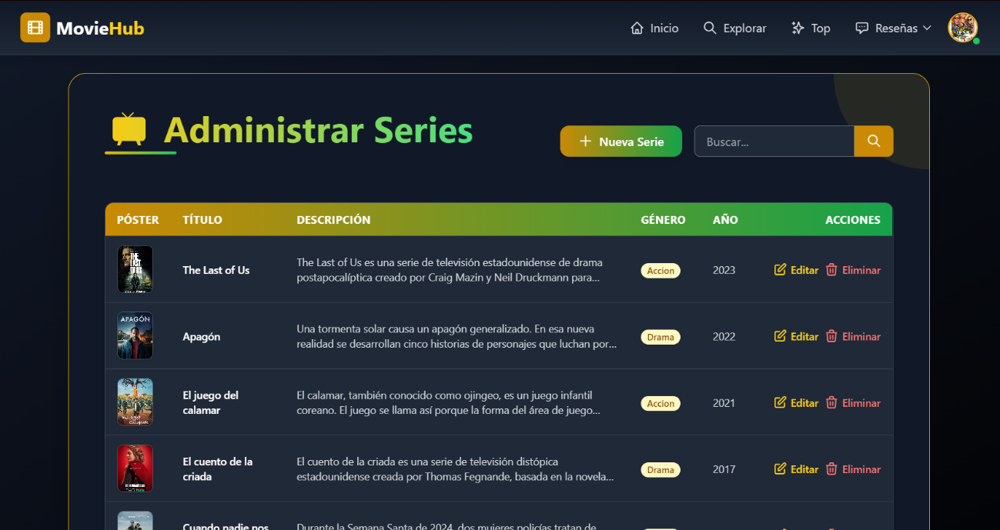 MovieHub
Inicio
Explorar
Top
Reseñas
Administrar Series
Nueva Serie
Buscar...
PÓSTER TÍTULO DESCRIPCIÓN GÉNERO AÑO ACCIONES
THE LAST OF US
The Last of Us
The Last of Us es una serie de televisión estadounidense de drama
postapocalíptica creado por Craig Mazin y Neil Druckmann para...
Accion
2023
Editar
Eliminar
APAGÓN
Apagón
Una tormenta solar causa un apagón generalizado. En esa nueva
realidad se desarrollan cinco historias de personajes que luchan por...
Drama
2022
Editar
Eliminar
CALAMAR
El juego del
calamar
El calamar, también conocido como ojingeo, es un juego infantil
coreano. El juego se llama así porque la forma del área de juego...
Accion
2021
Editar
Eliminar
El cuento de la
criada
El cuento de la criada es una serie de televisión distópica
estadounidense creada por Thomas Fegnande, basada en la novela...
Drama
2017
Editar
Eliminar
Cuando nadie nos
Durante la Semana Santa de 2024, dos mujeres policías tratan de